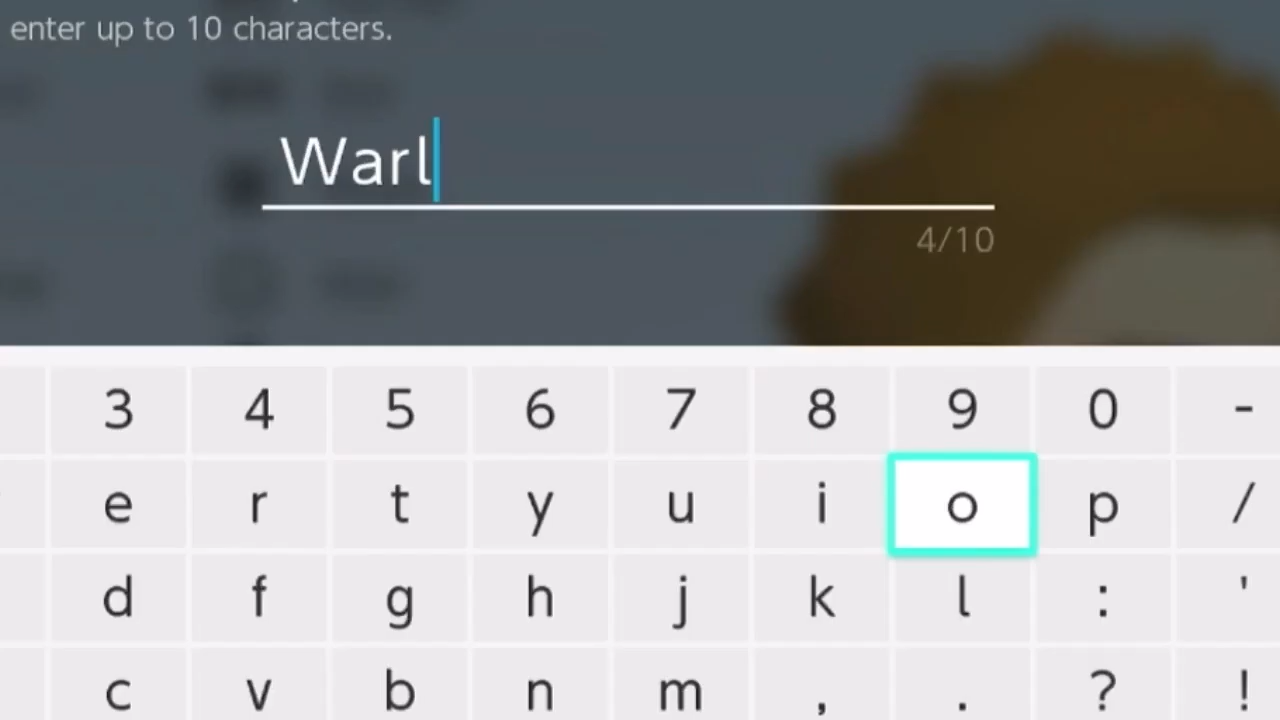 enter up to 10 characters.
Warl
4/10
3 4 5 6 7 8 9 0 -
e r t y u i o p /
d f g h j k l : '
c v b n m , . ? !